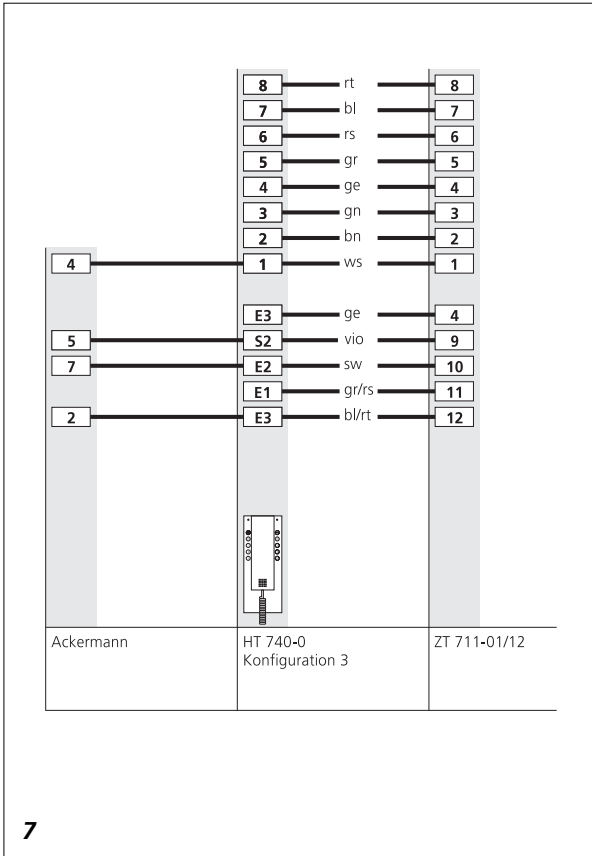 8 rt 8
7 bl 7
6 rs 6
5 gr 5
4 ge 4
3 gn 3
2 bn 2
4 1 ws 1
E3 ge 4
5 S2 vio 9
7 E2 sw 10
E1 gr/rs 11
2 E3 bl/rt 12
Ackermann HT 740-0 ZT 711-01/12
Konfiguration 3
7